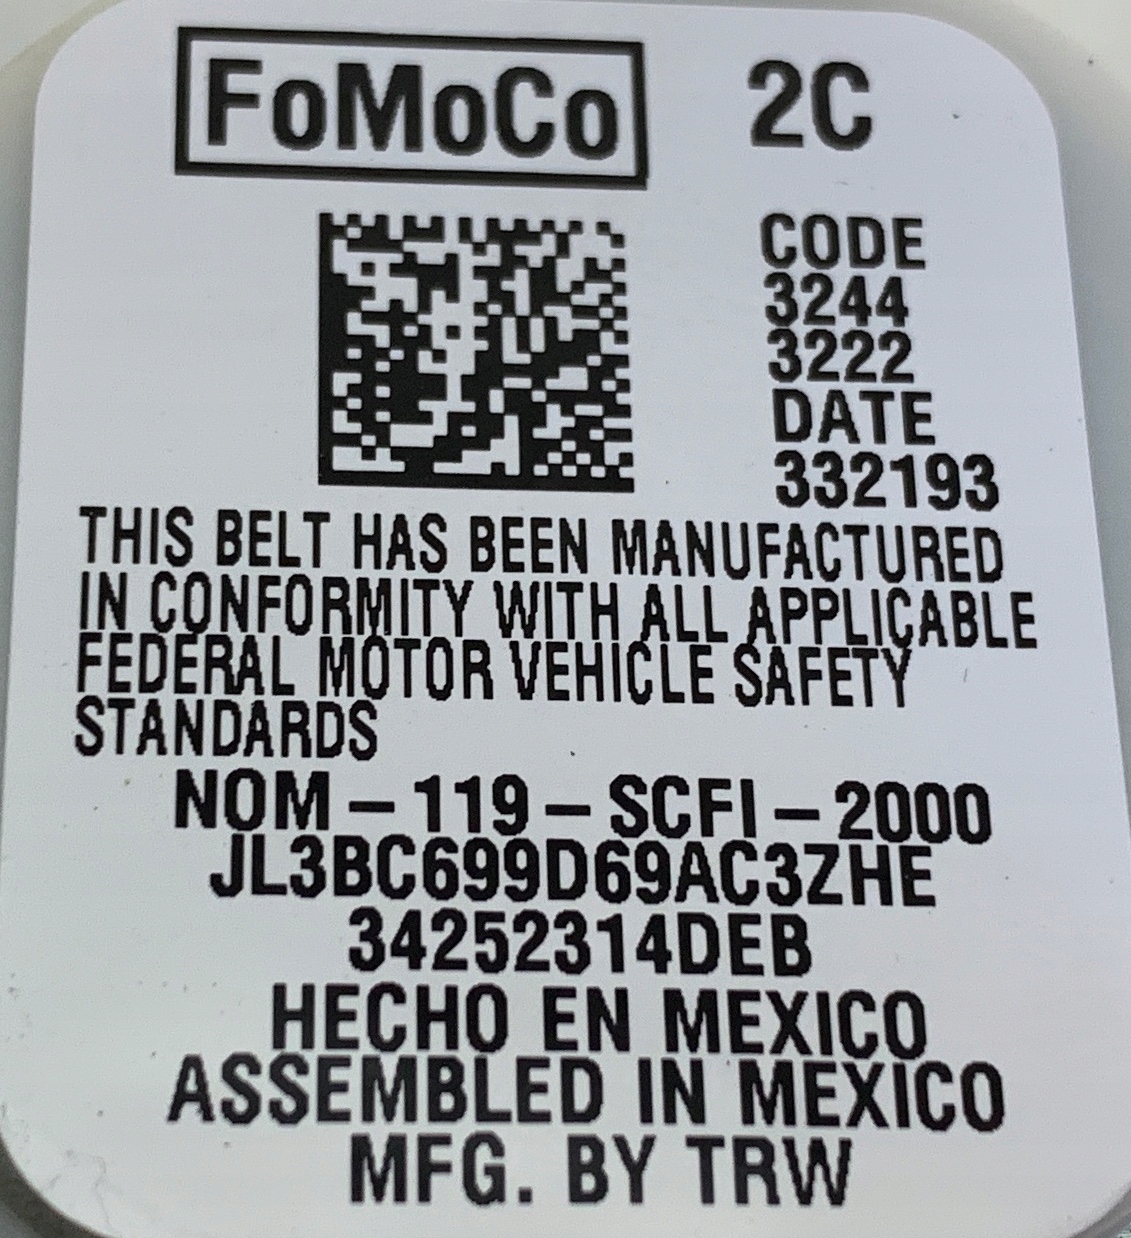 FoMoCo 2C
CODE
3244
3222
DATE
332193
THIS BELT HAS BEEN MANUFACTURED
IN CONFORMITY WITH ALL APPLICABLE
FEDERAL MOTOR VEHICLE SAFETY
STANDARDS
NOM-119-SCFI-2000
JL3BC699D69AC3ZHE
34252314DEB
HECHO EN MEXICO
ASSEMBLED IN MEXICO
MFG. BY TRW